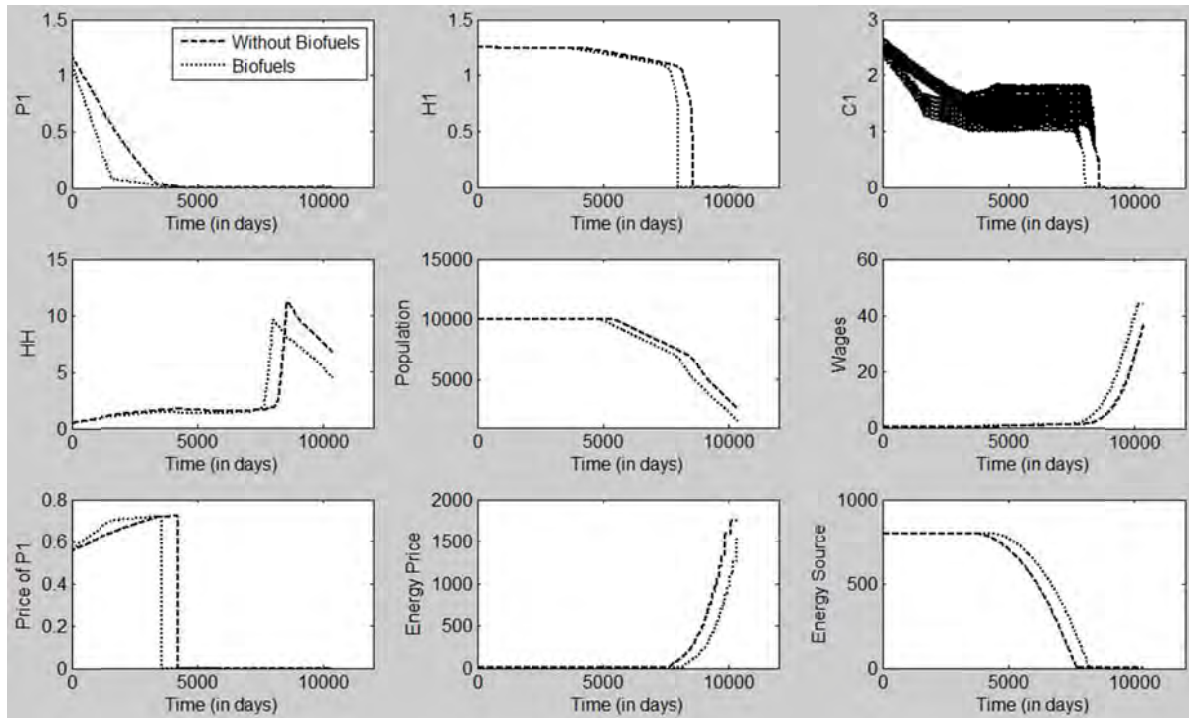 1.5
1
0.5
0
P1
Without Biofuels
Biofuels
0 5000 10000
Time (in days)
1.5
1
0.5
0
H1
0 5000 10000
Time (in days)
3
2
1
0
C1
0 5000 10000
Time (in days)
15
10
5
0
HH
0 5000 10000
Time (in days)
15000
10000
5000
Population
0 5000 10000
Time (in days)
60
40
20
0
Wages
0 5000 10000
Time (in days)
0.8
0.6
0.4
0.2
0
Price of P1
0 5000 10000
Time (in days)
2000
1500
1000
500
0
Energy Price
0 5000 10000
Time (in days)
1000
500
0
Energy Source
0 5000 10000
Time (in days)